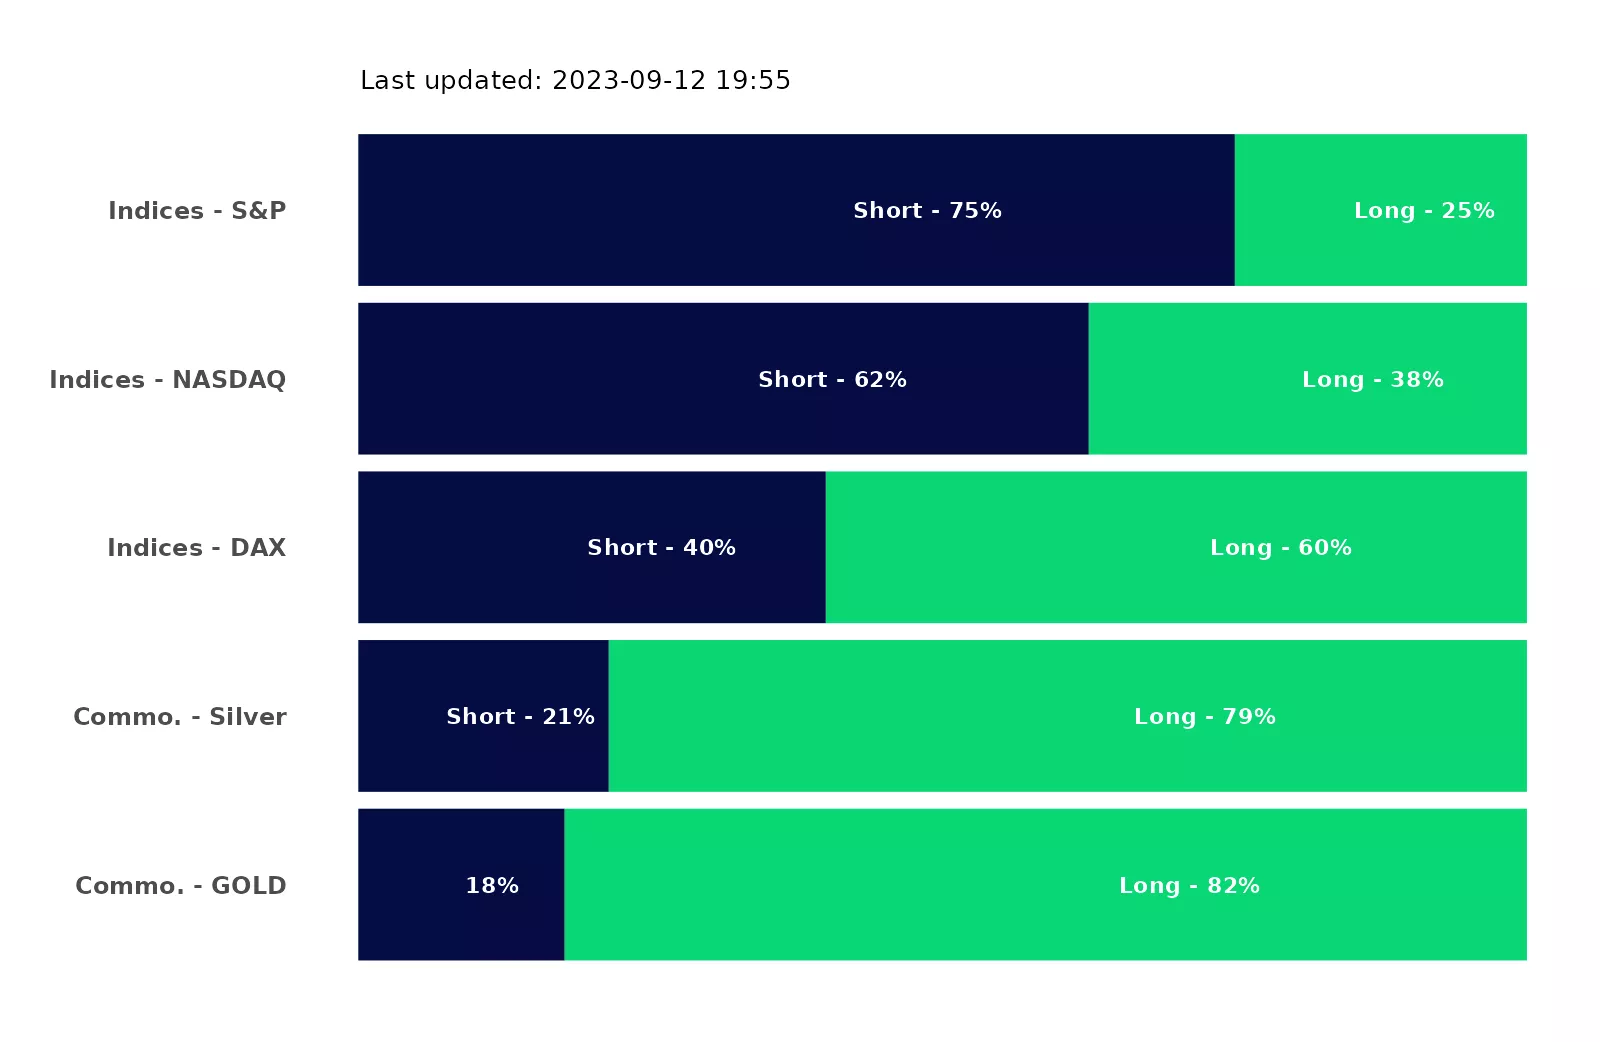 Last updated: 2023-09-12 19:55
Indices - S&P Short - 75% Long - 25%
Indices - NASDAQ Short - 62% Long - 38%
Indices - DAX Short - 40% Long - 60%
Commo. - Silver Short - 21% Long - 79%
Commo. - GOLD 18% Long - 82%